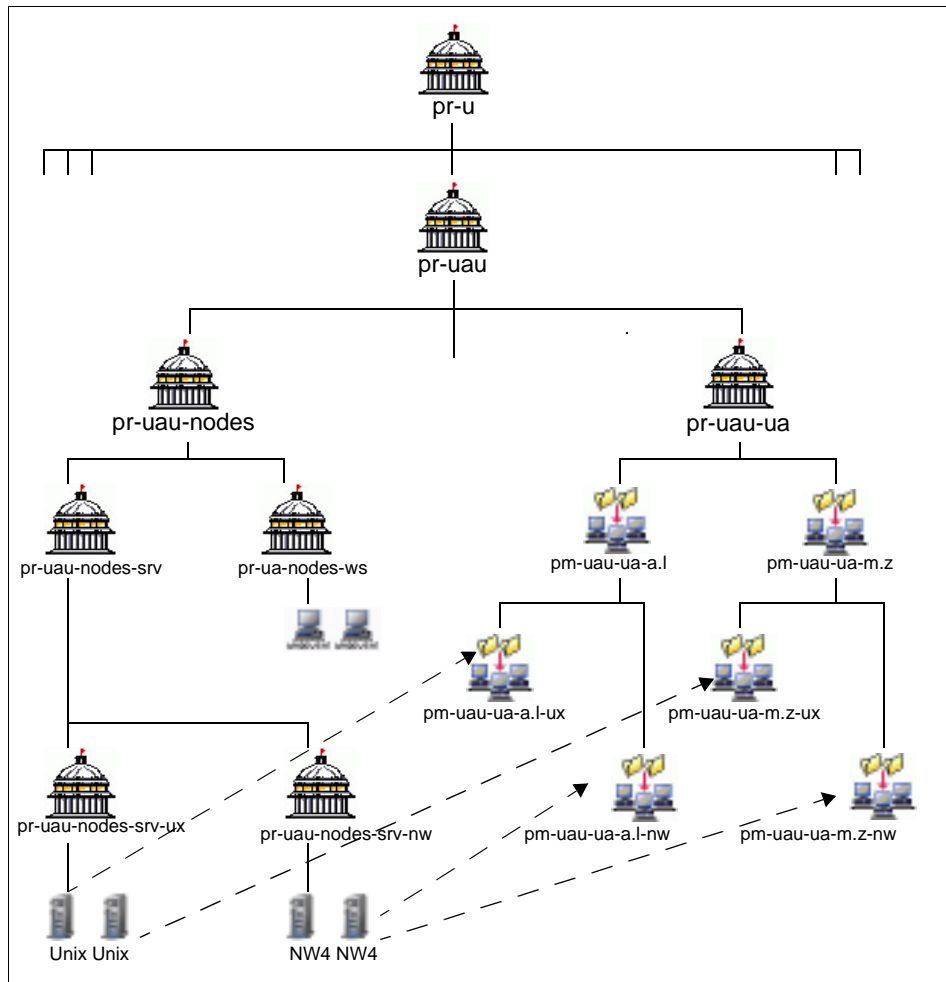 pr-u
pr-uau
pr-uau-nodes
pr-uau-ua
pr-uau-nodes-srv
pr-ua-nodes-ws
pm-uau-ua-a.l
pm-uau-ua-m.z
pm-uau-ua-a.l-ux
pm-uau-ua-m.z-ux
pr-uau-nodes-srv-ux
pr-uau-nodes-srv-nw
pm-uau-ua-a.l-nw
pm-uau-ua-m.z-nw
Unix Unix
NW4 NW4